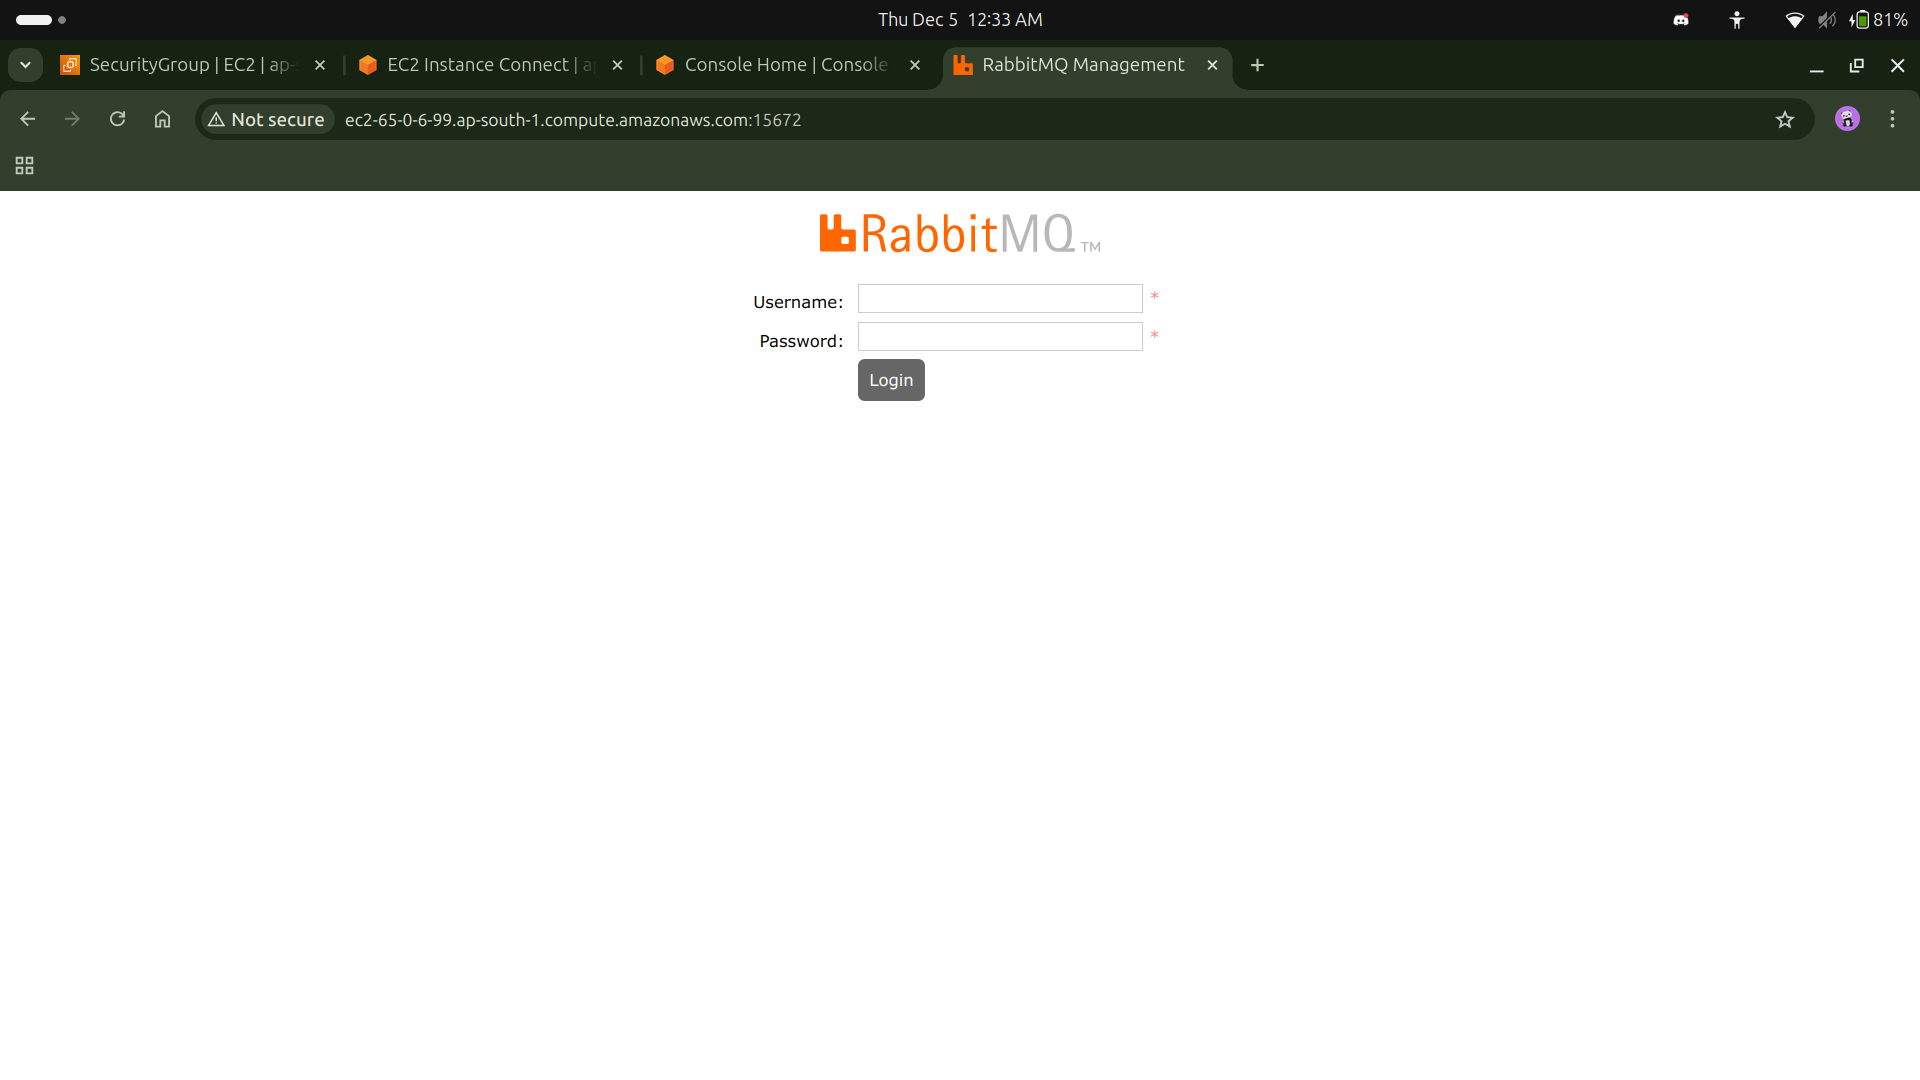 Thu Dec 5 12:33 AM
81%
SecurityGroup | EC2 | ap-
EC2 Instance Connect | a
Console Home | Console
RabbitMQ Management
Not secure
ec2-65-0-6-99.ap-south-1.compute.amazonaws.com:15672
RabbitMQ TM
Username: *
Password: *
Login